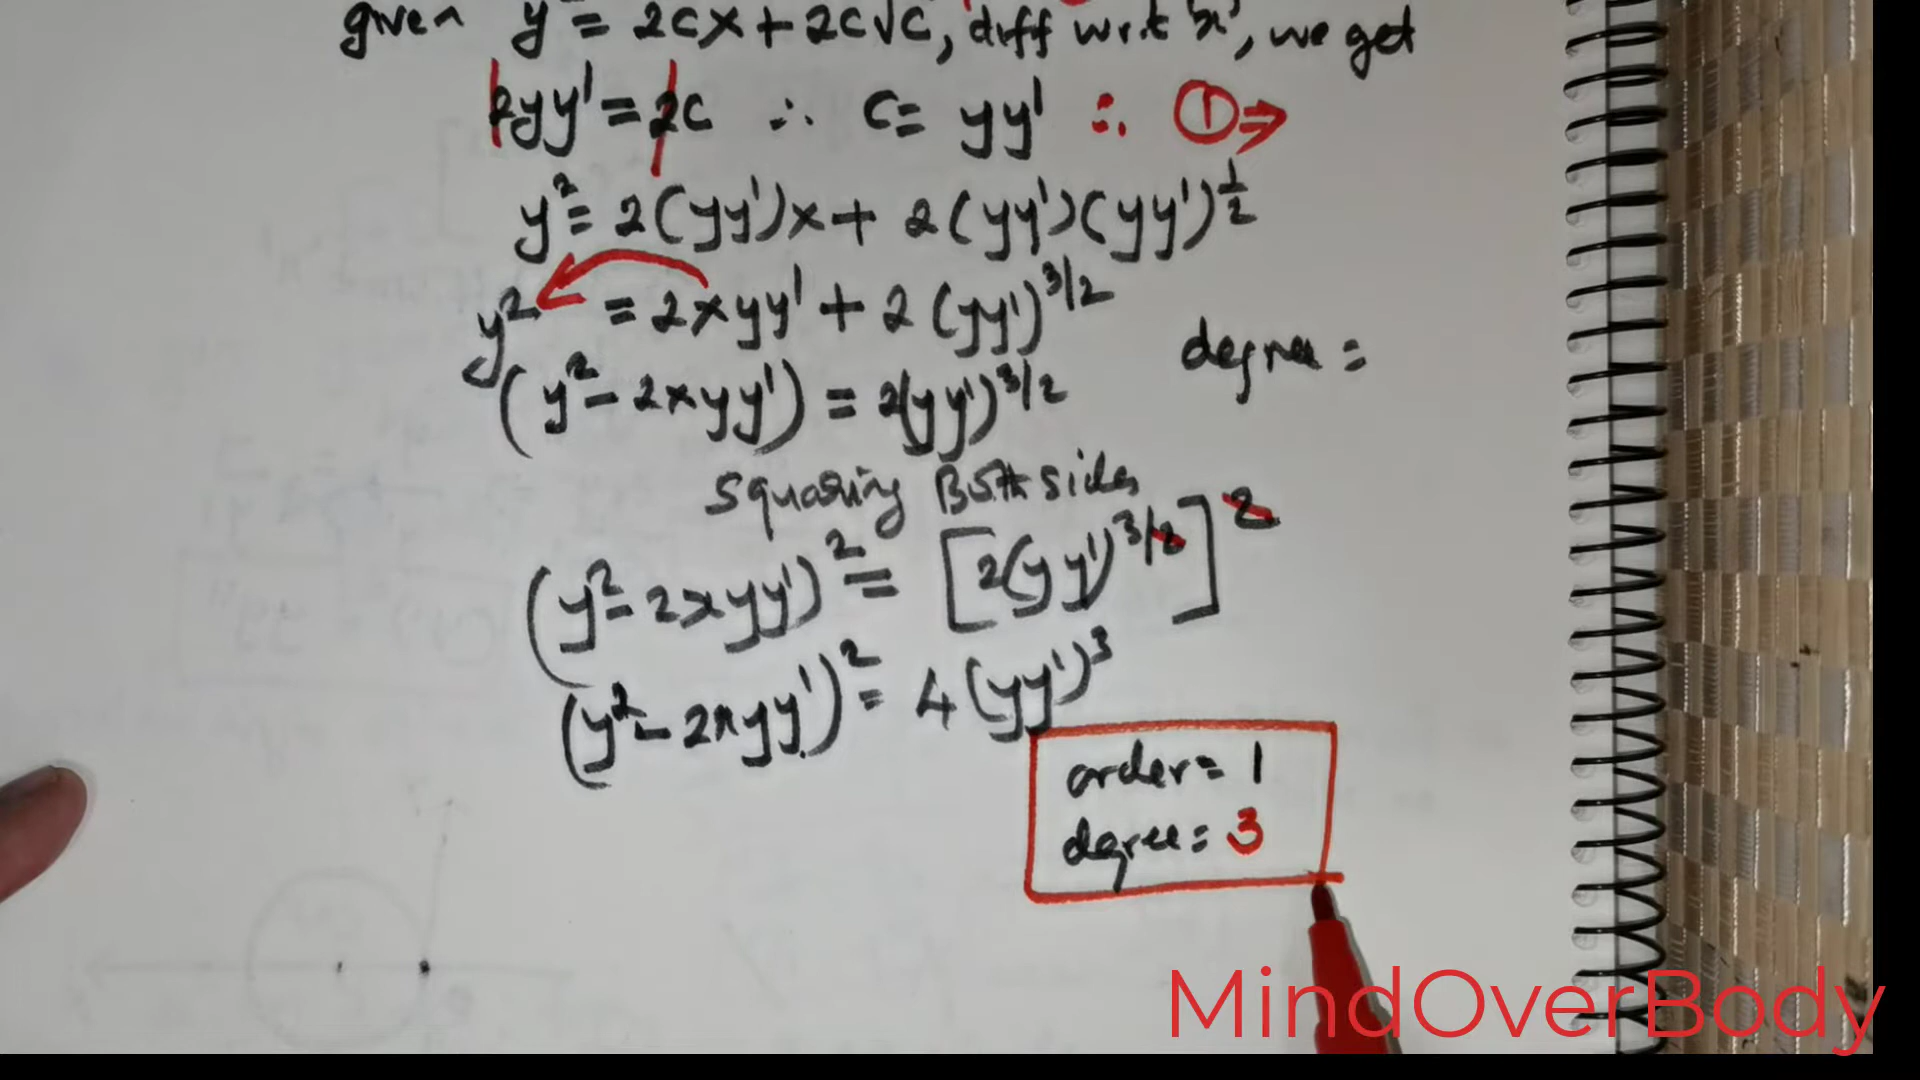 given y² = 2cx + 2c√c, diff w.r.t 'x', we get
2yy' = 2c ∴ c = yy' ∴ ① ⇒
y² = 2(yy')x + 2(yy')(yy')^1/2
y² = 2xyy' + 2(yy')^3/2
degree =
(y² - 2xyy') = 2(yy')^3/2
Squaring Both sides
(y² - 2xyy')² = [2(yy')^3/2]²
(y² - 2xyy')² = 4(yy')³
order = 1
degree = 3
MindOverBody